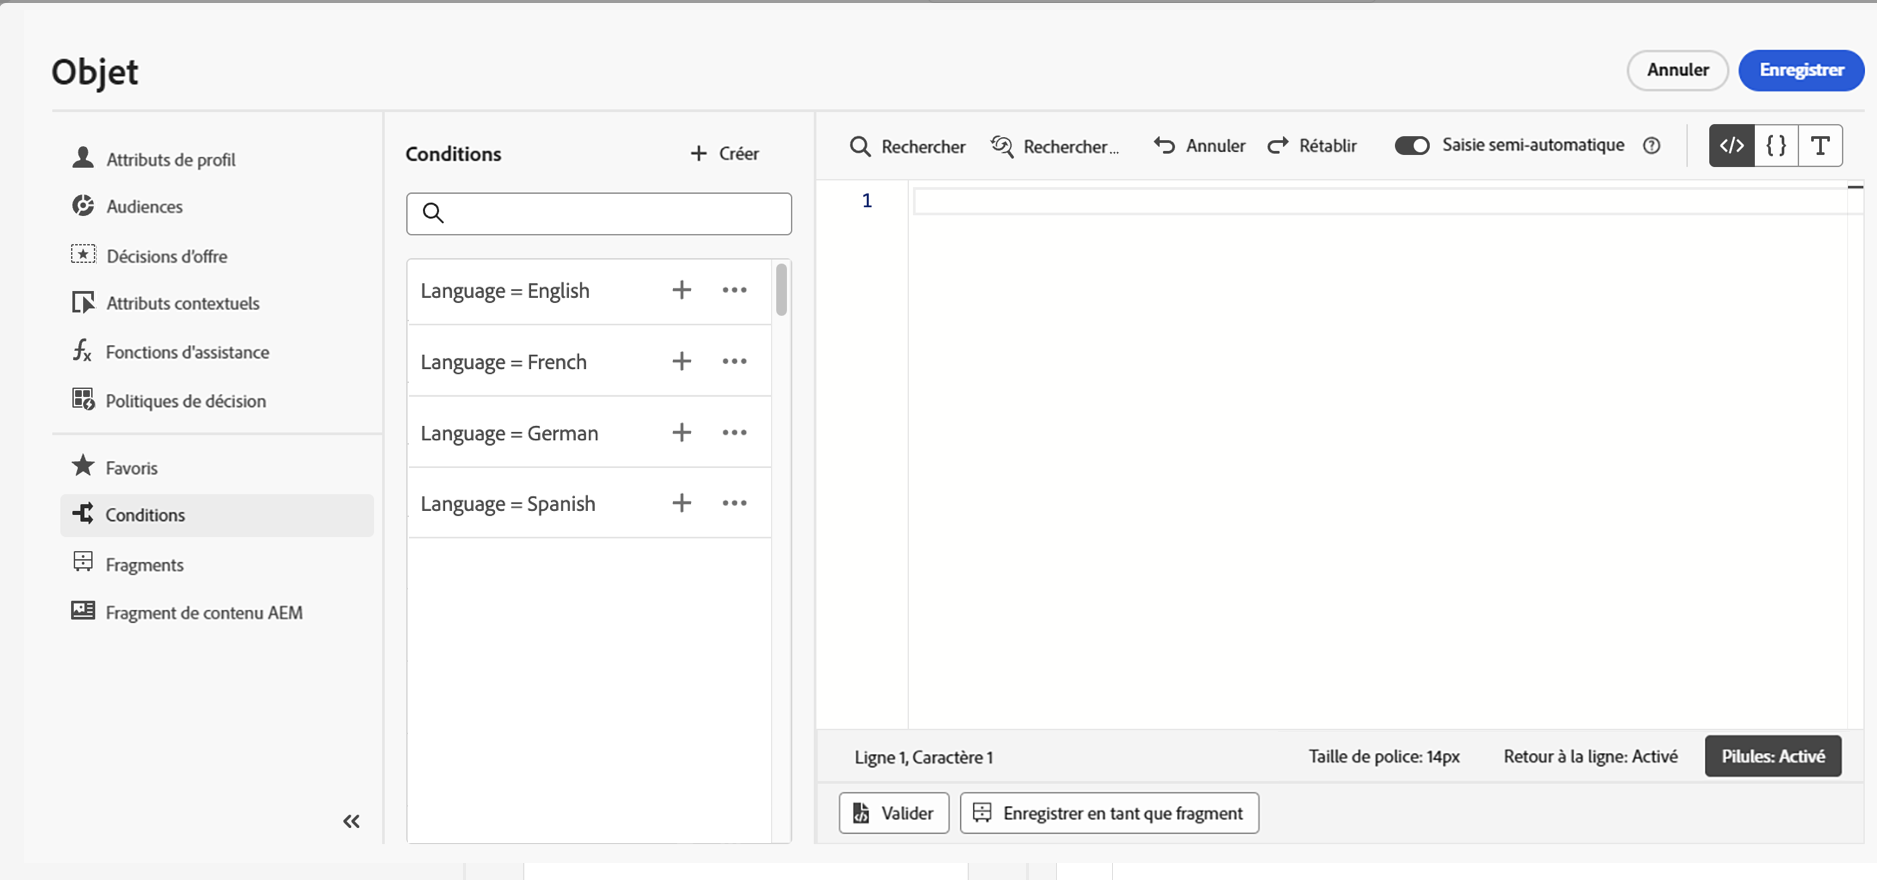 Objet
Annuler
Enregistrer
Attributs de profil
Audiences
Décisions d'offre
Attributs contextuels
Fonctions d'assistance
Politiques de décision
Favoris
Conditions
Fragments
Fragment de contenu AEM
Conditions
Créer
Language = English
Language = French
Language = German
Language = Spanish
Rechercher
Rechercher...
Annuler
Rétablir
Saisie semi-automatique
1
Ligne 1, Caractère 1
Taille de police: 14px
Retour à la ligne: Activé
Pilules: Activé
Valider
Enregistrer en tant que fragment